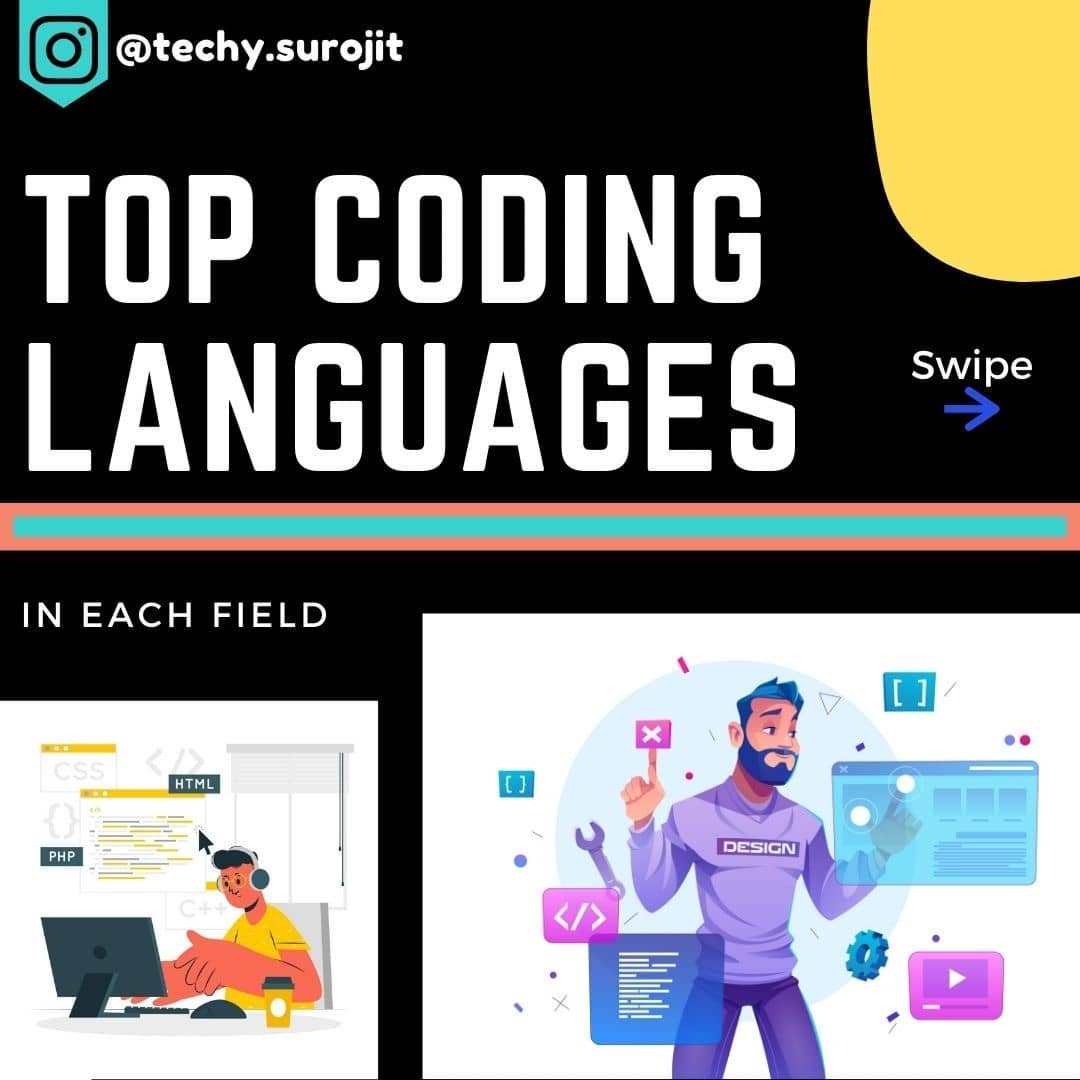 @techy.surojit
TOP CODING
LANGUAGES
Swipe
IN EACH FIELD
CSS
</>
HTML
</>
{}
PHP
C++
DESIGN
[ ]
{ }
</>